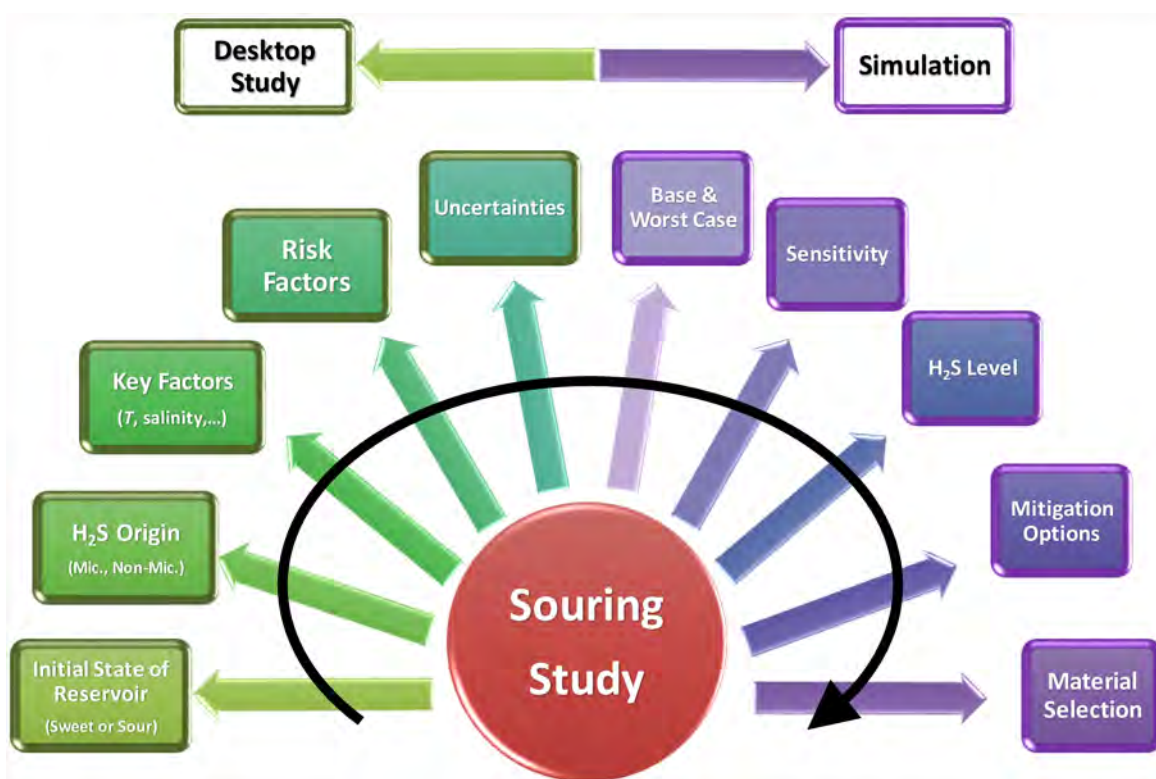 Desktop
Study
Simulation
Uncertainties
Base &
Worst Case
Sensitivity
Risk
Factors
H₂S Level
Key Factors
(T, salinity,...)
H₂S Origin
(Mic., Non-Mic.)
Mitigation
Options
Initial State of
Reservoir
(Sweet or Sour)
Souring
Study
Material
Selection